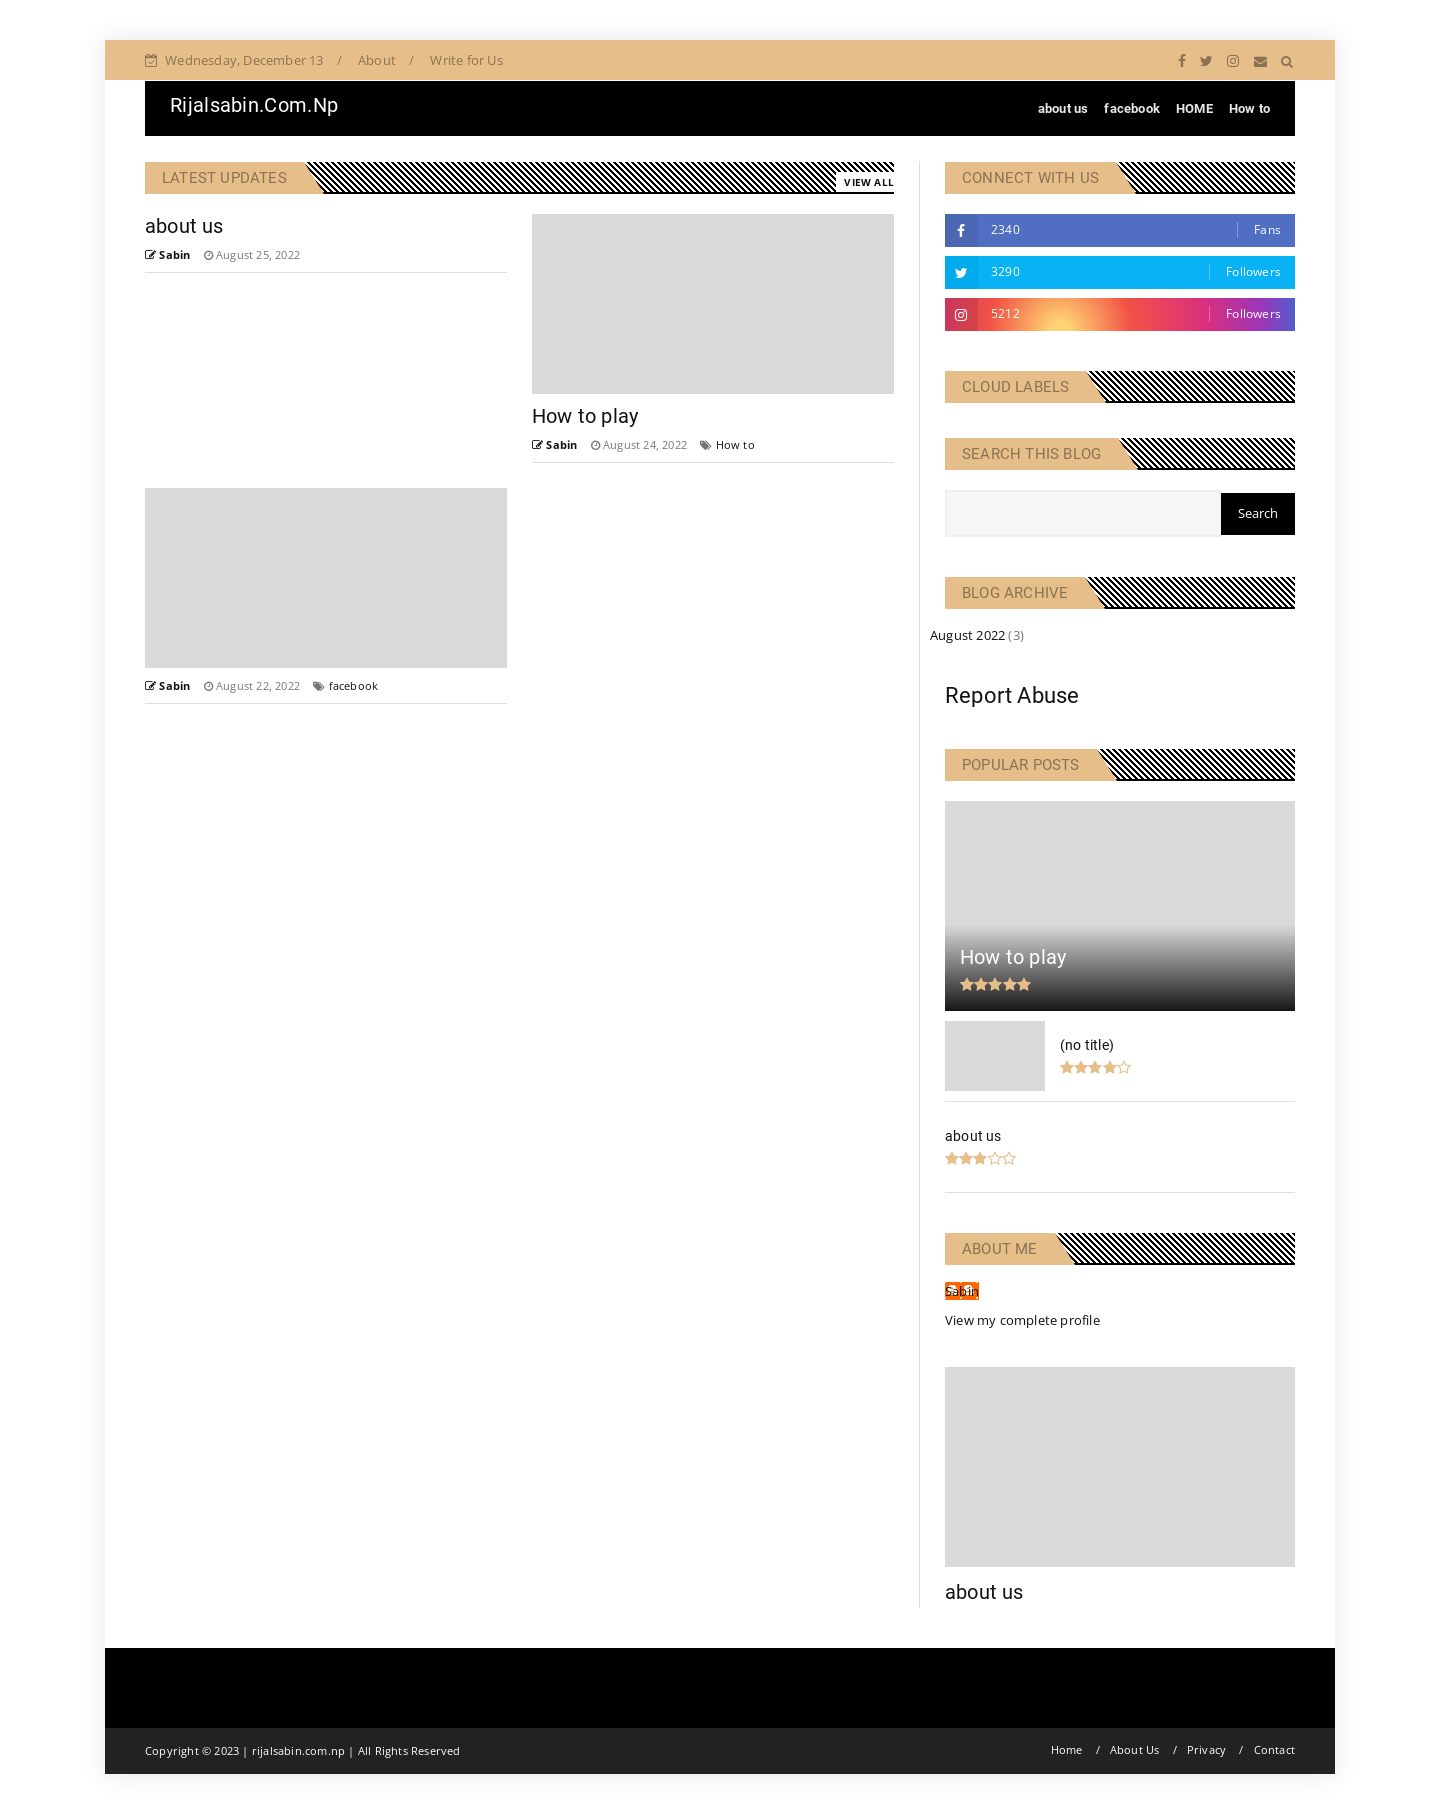 Wednesday, December 13 / About / Write for Us
Rijalsabin.Com.Np
about us facebook HOME How to
LATEST UPDATES
VIEW ALL
about us
Sabin August 25, 2022
How to play
Sabin August 24, 2022 How to
Sabin August 22, 2022 facebook
CONNECT WITH US
2340 Fans
3290 Followers
5212 Followers
CLOUD LABELS
SEARCH THIS BLOG
Search
BLOG ARCHIVE
August 2022 (3)
Report Abuse
POPULAR POSTS
How to play
(no title)
about us
ABOUT ME
Sabin
View my complete profile
about us
Copyright © 2023 | rijalsabin.com.np | All Rights Reserved
Home / About Us / Privacy / Contact